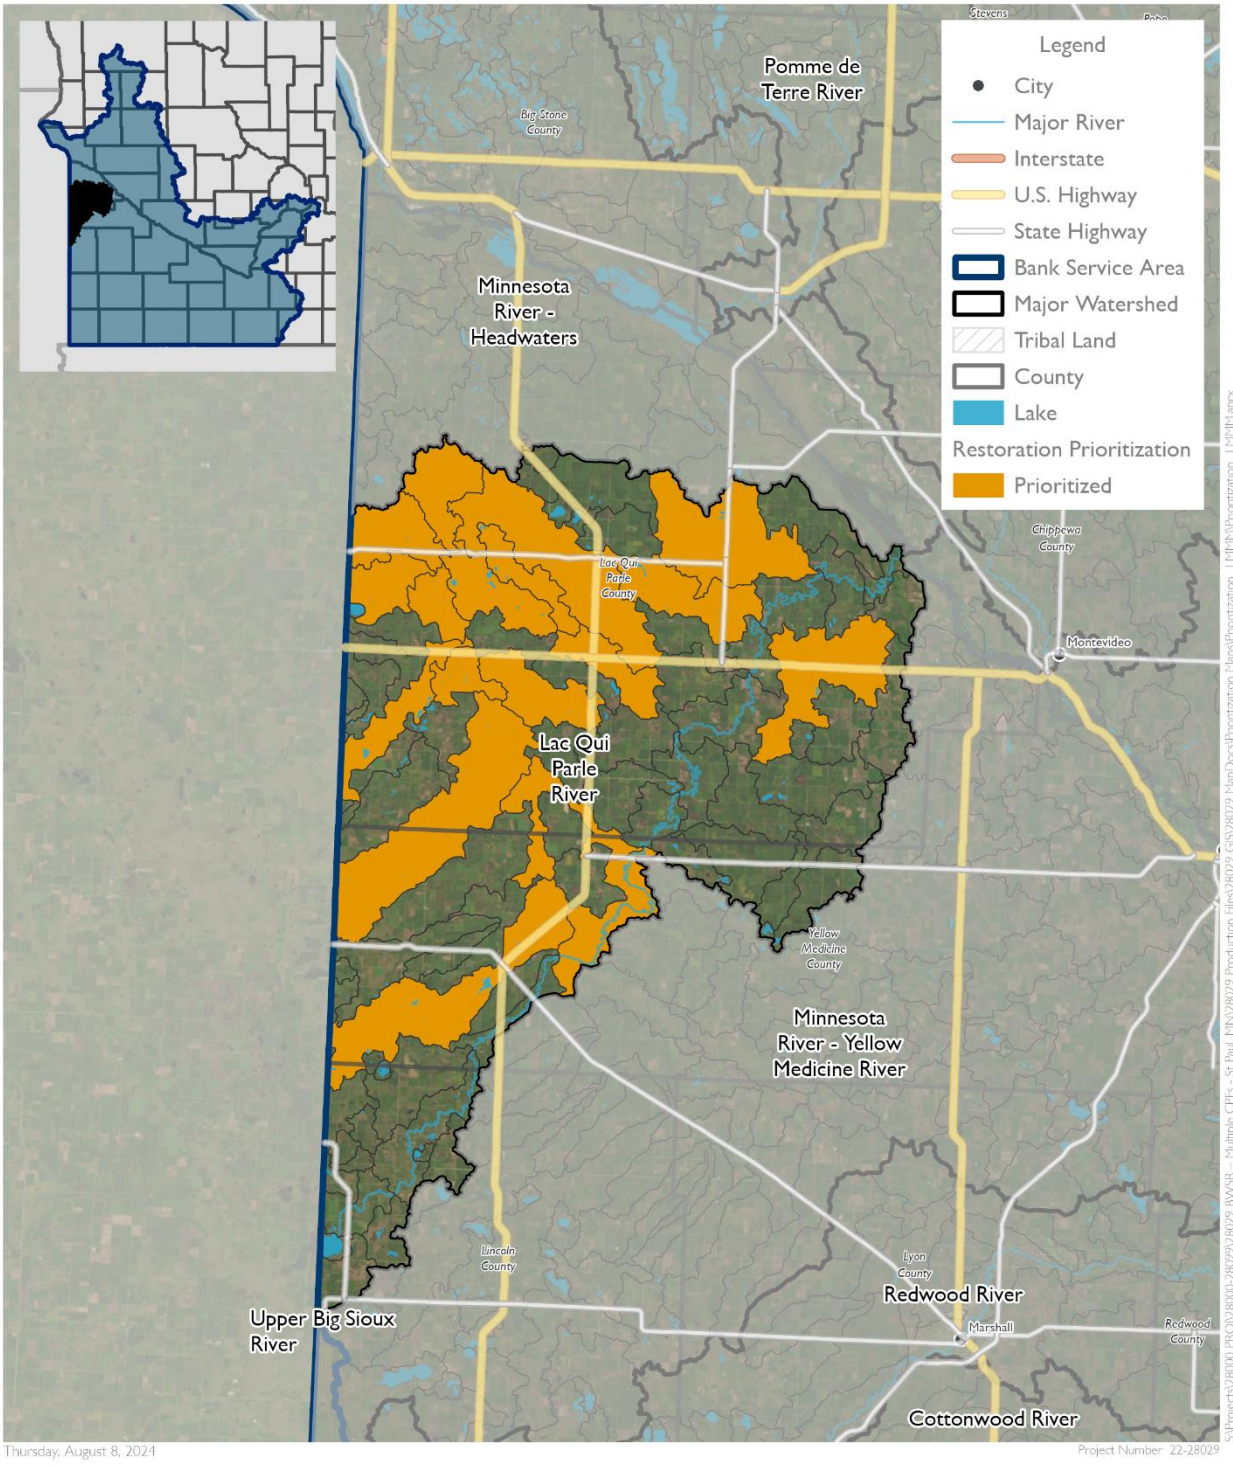 Stevens
Pope
Legend
City
Major River
Interstate
U.S. Highway
State Highway
Bank Service Area
Major Watershed
Tribal Land
County
Lake
Restoration Prioritization
Prioritized
Pomme de
Terre River
Big Stone
County
Minnesota
River -
Headwaters
Chippewa
County
Lac Qui
Parle
County
Montevideo
Lac Qui
Parle
River
Yellow
Medicine
County
Minnesota
River - Yellow
Medicine River
Lincoln
County
Lyon
County
Redwood River
Upper Big Sioux
River
Marshall
Redwood
County
Cottonwood River
Thursday, August 8, 2024
Project Number 22-28029